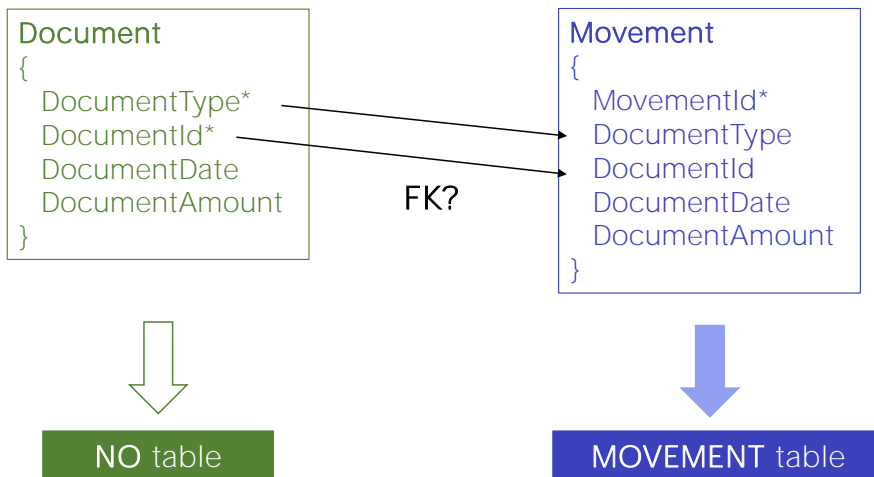 Document
{
DocumentType*
DocumentId*
DocumentDate
DocumentAmount
}
FK?
Movement
{
MovementId*
DocumentType
DocumentId
DocumentDate
DocumentAmount
}
NO table
MOVEMENT table